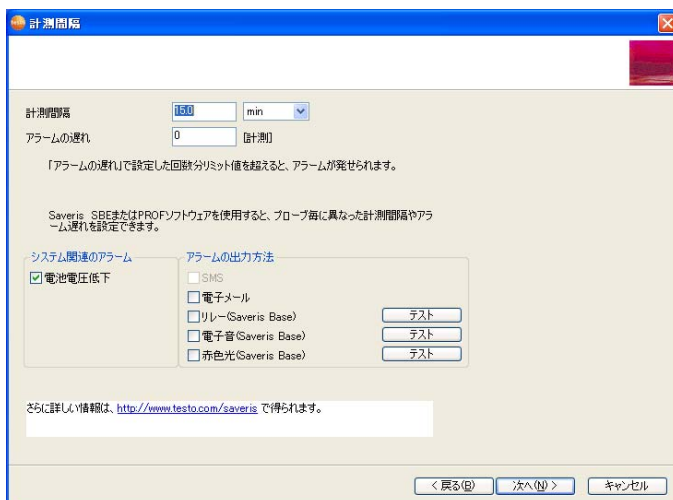 計測間隔
計測間隔 15.0 min
アラームの遅れ 0 [計測]
「アラームの遅れ」で設定した回数分リミット値を超えると、アラームが発せられます。
Saveris SBEまたはPROFソフトウェアを使用すると、プローブ毎に異なった計測間隔やアラ
ーム遅れを設定できます。
システム関連のアラーム
電池電圧低下
アラームの出力方法
SMS
電子メール
リレー(Saveris Base) テスト
電子音(Saveris Base) テスト
赤色光(Saveris Base) テスト
さらに詳しい情報は、http://www.testo.com/saveris で得られます。
< 戻る(B) 次へ(N) > キャンセル